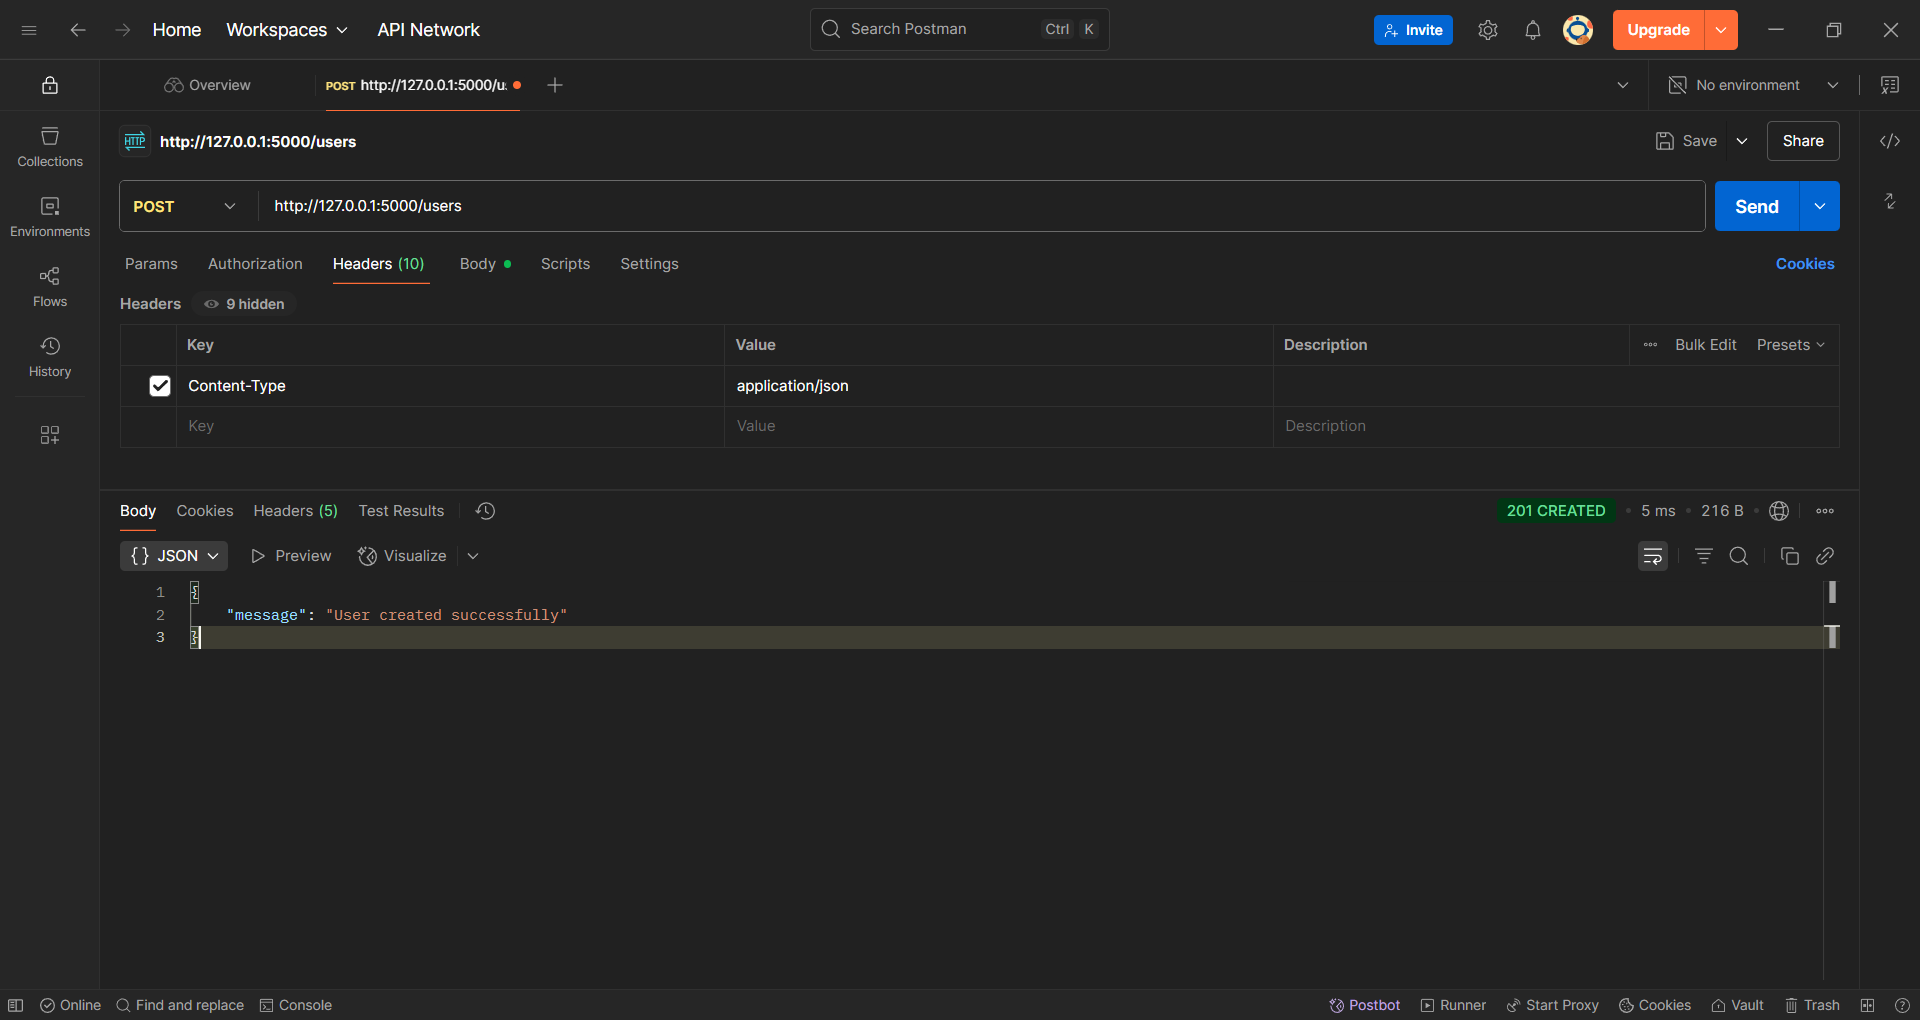 Home Workspaces API Network Search Postman Ctrl K Invite Upgrade
Overview POST http://127.0.0.1:5000/u No environment
HTTP http://127.0.0.1:5000/users Save Share
Collections
POST http://127.0.0.1:5000/users Send
Environments
Params Authorization Headers (10) Body Scripts Settings Cookies
Flows
Headers 9 hidden
Key Value Description Bulk Edit Presets
History
Content-Type application/json
Key Value Description
Body Cookies Headers (5) Test Results 201 CREATED 5 ms 216 B
{} JSON Preview Visualize
1 {
2 "message": "User created successfully"
3 }
Online Find and replace Console Postbot Runner Start Proxy Cookies Vault Trash